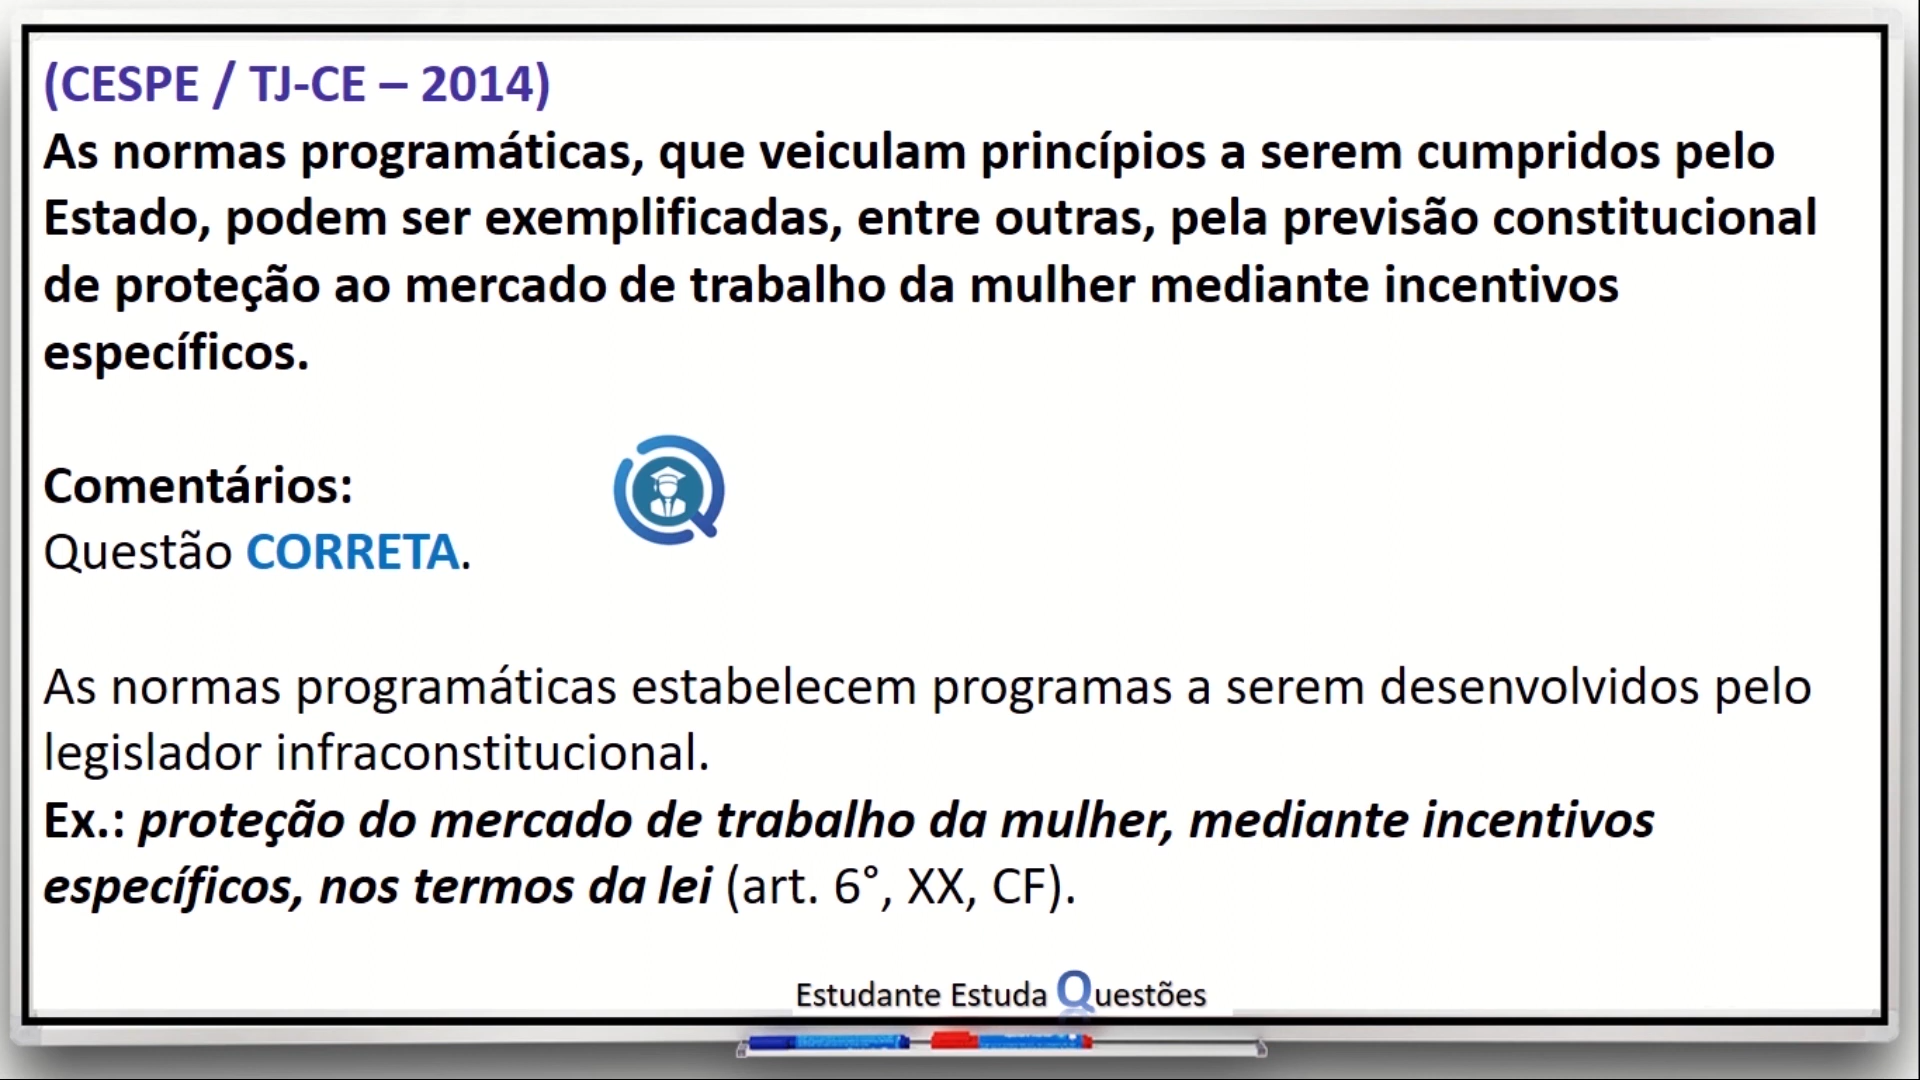 (CESPE / TJ-CE – 2014)
As normas programáticas, que veiculam princípios a serem cumpridos pelo
Estado, podem ser exemplificadas, entre outras, pela previsão constitucional
de proteção ao mercado de trabalho da mulher mediante incentivos
específicos.
Comentários:
Questão CORRETA.
As normas programáticas estabelecem programas a serem desenvolvidos pelo
legislador infraconstitucional.
Ex.: proteção do mercado de trabalho da mulher, mediante incentivos
específicos, nos termos da lei (art. 6°, XX, CF).
Estudante Estuda Questões